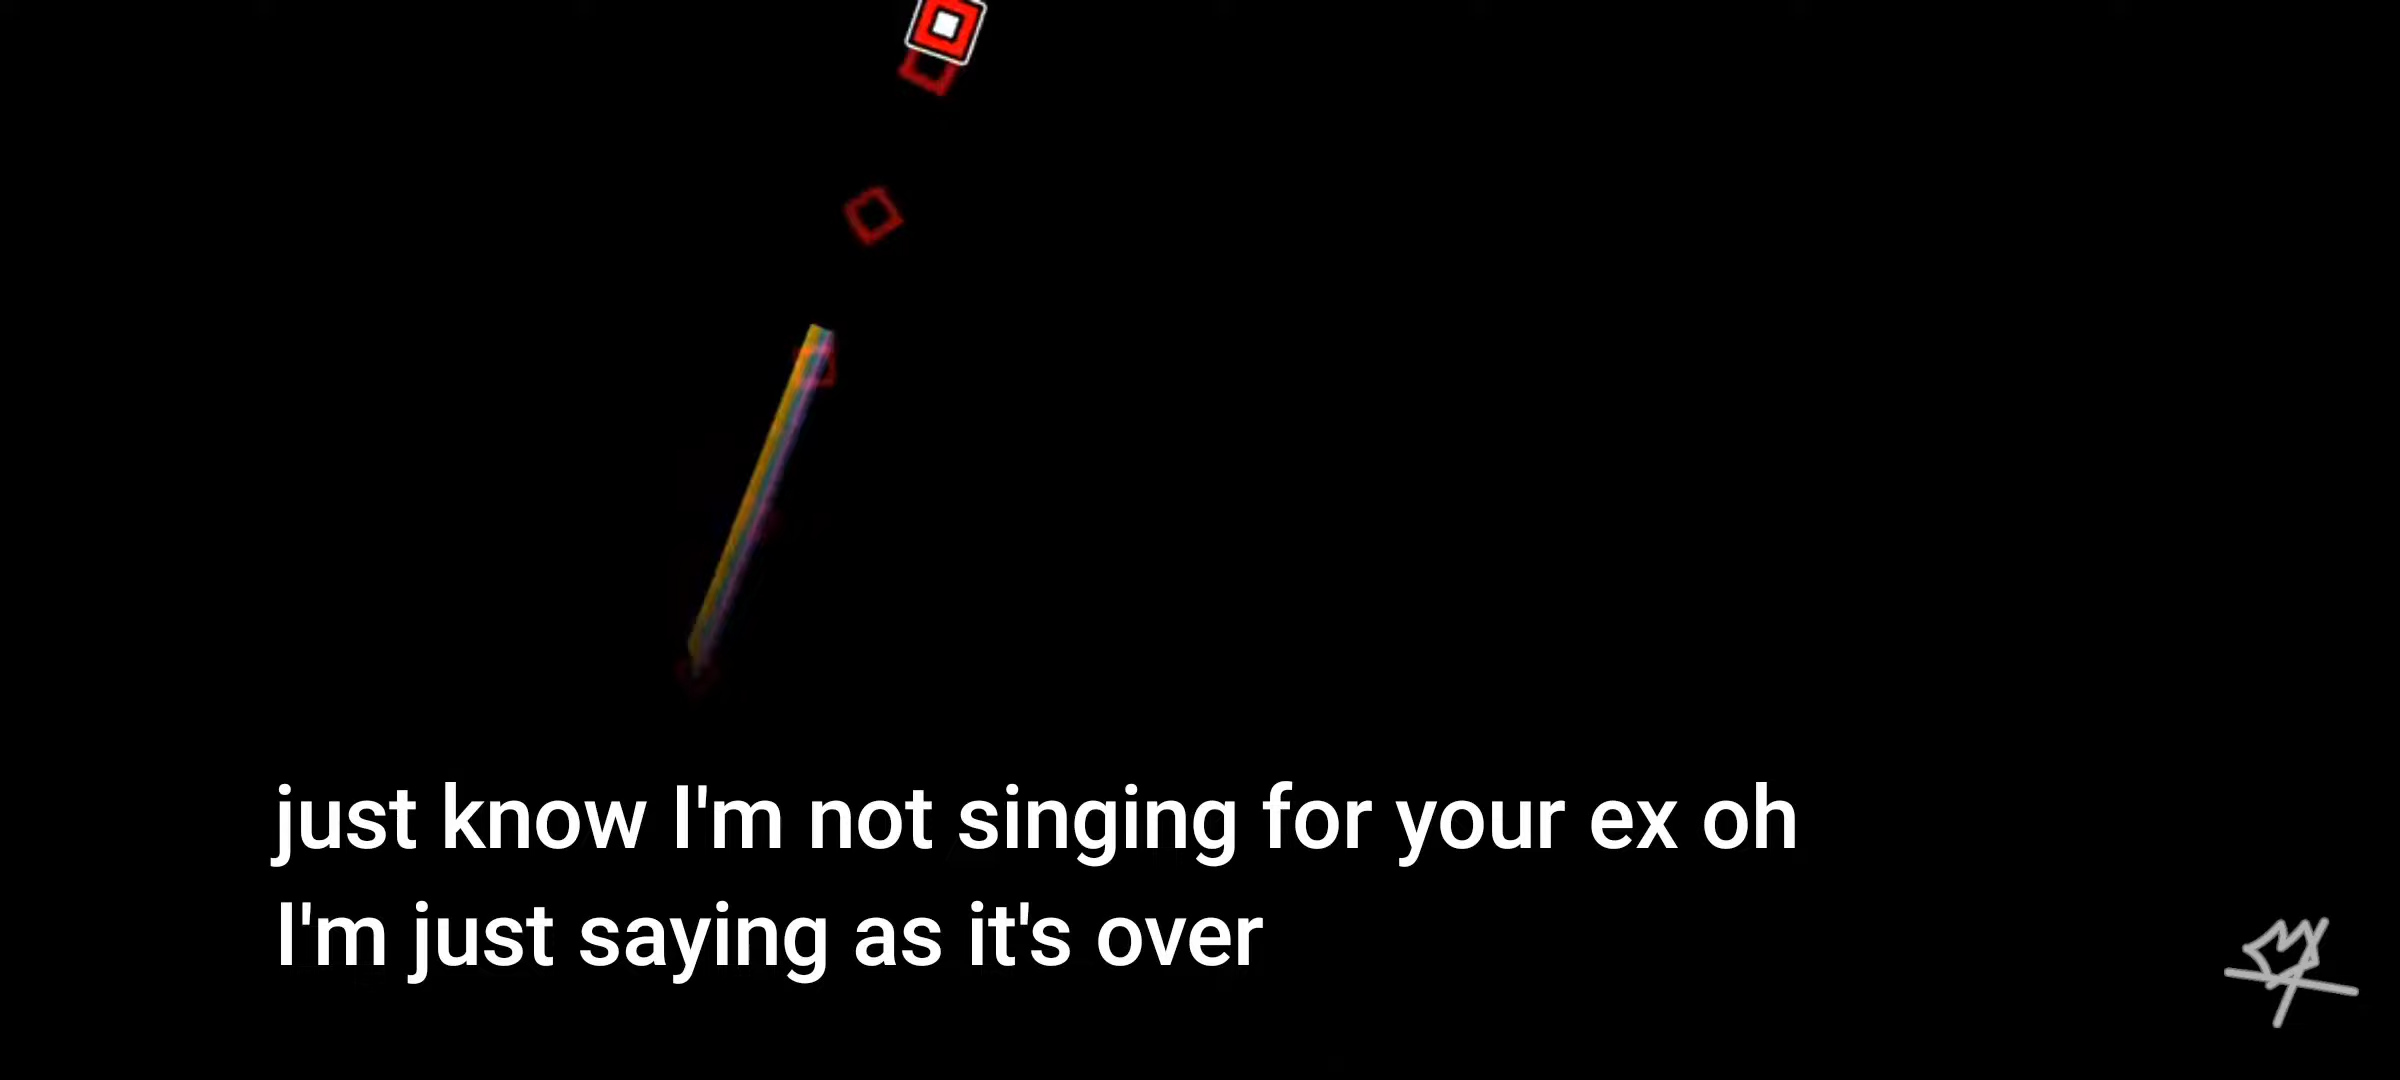 just know I'm not singing for your ex oh
I'm just saying as it's over